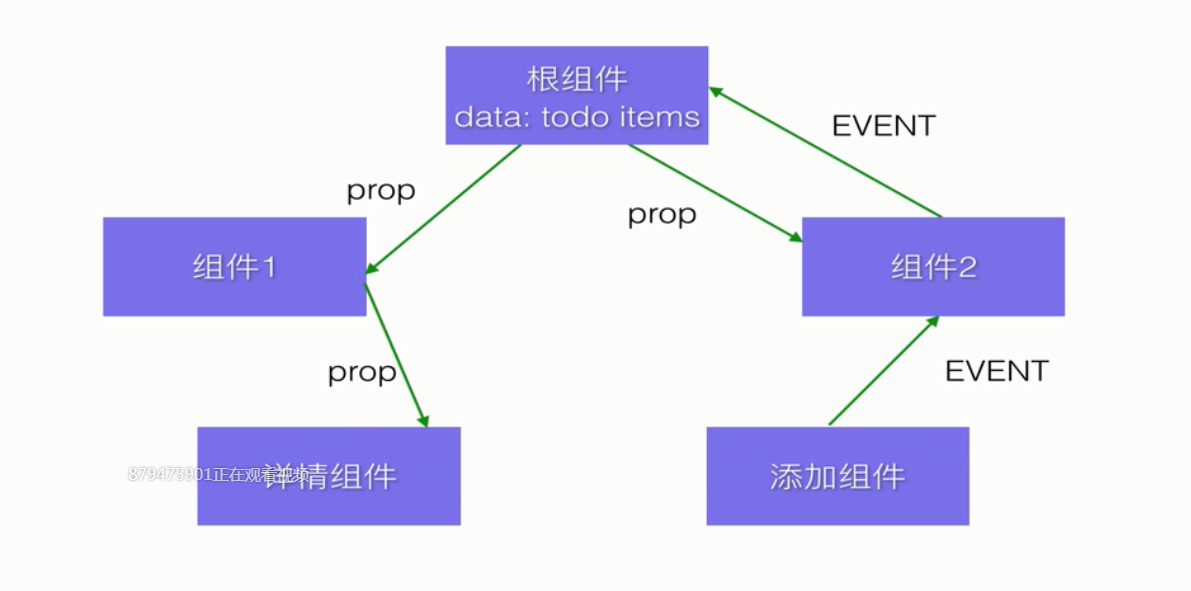 根组件
data: todo items
EVENT
prop
prop
组件1
组件2
prop
EVENT
879475901正在观看视频
详情组件
添加组件